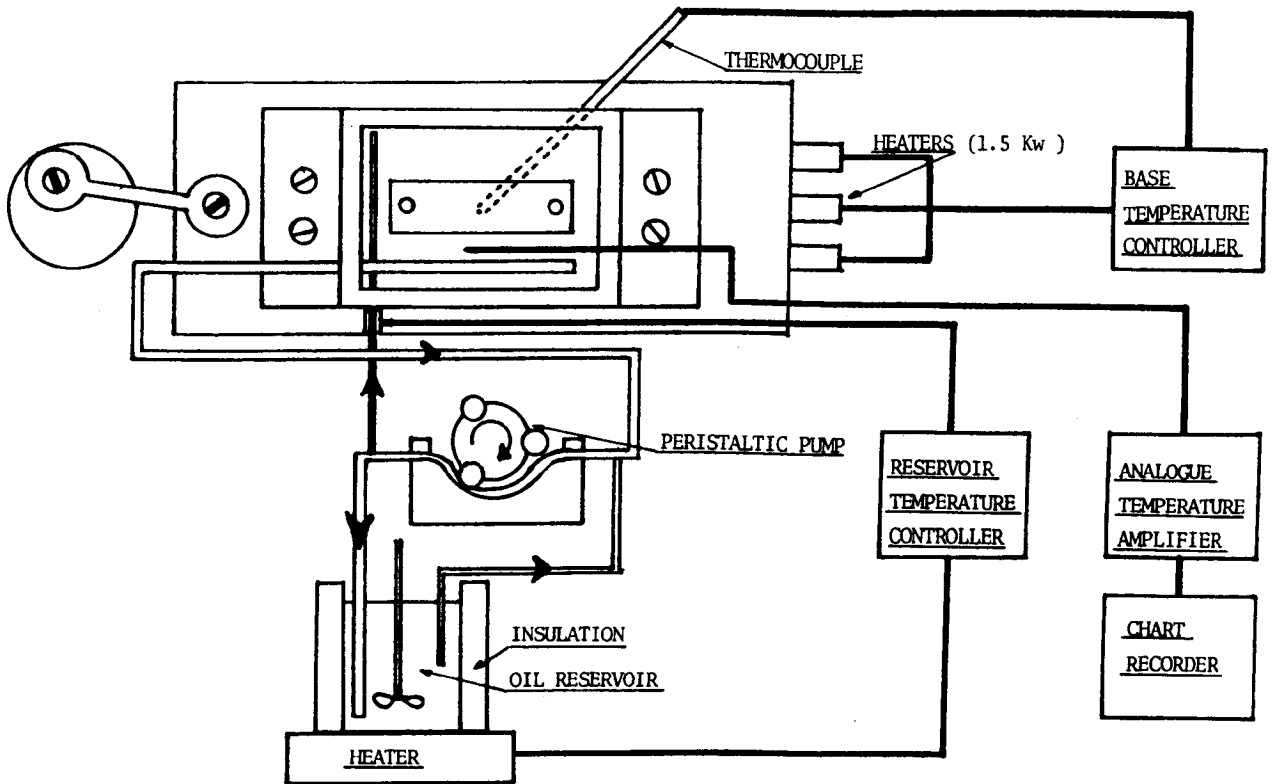 THERMOCOUPLE
HEATERS (1.5 Kw )
BASE
TEMPERATURE
CONTROLLER
PERISTALTIC PUMP
RESERVOIR
TEMPERATURE
CONTROLLER
ANALOGUE
TEMPERATURE
AMPLIFIER
INSULATION
OIL RESERVOIR
CHART
RECORDER
HEATER